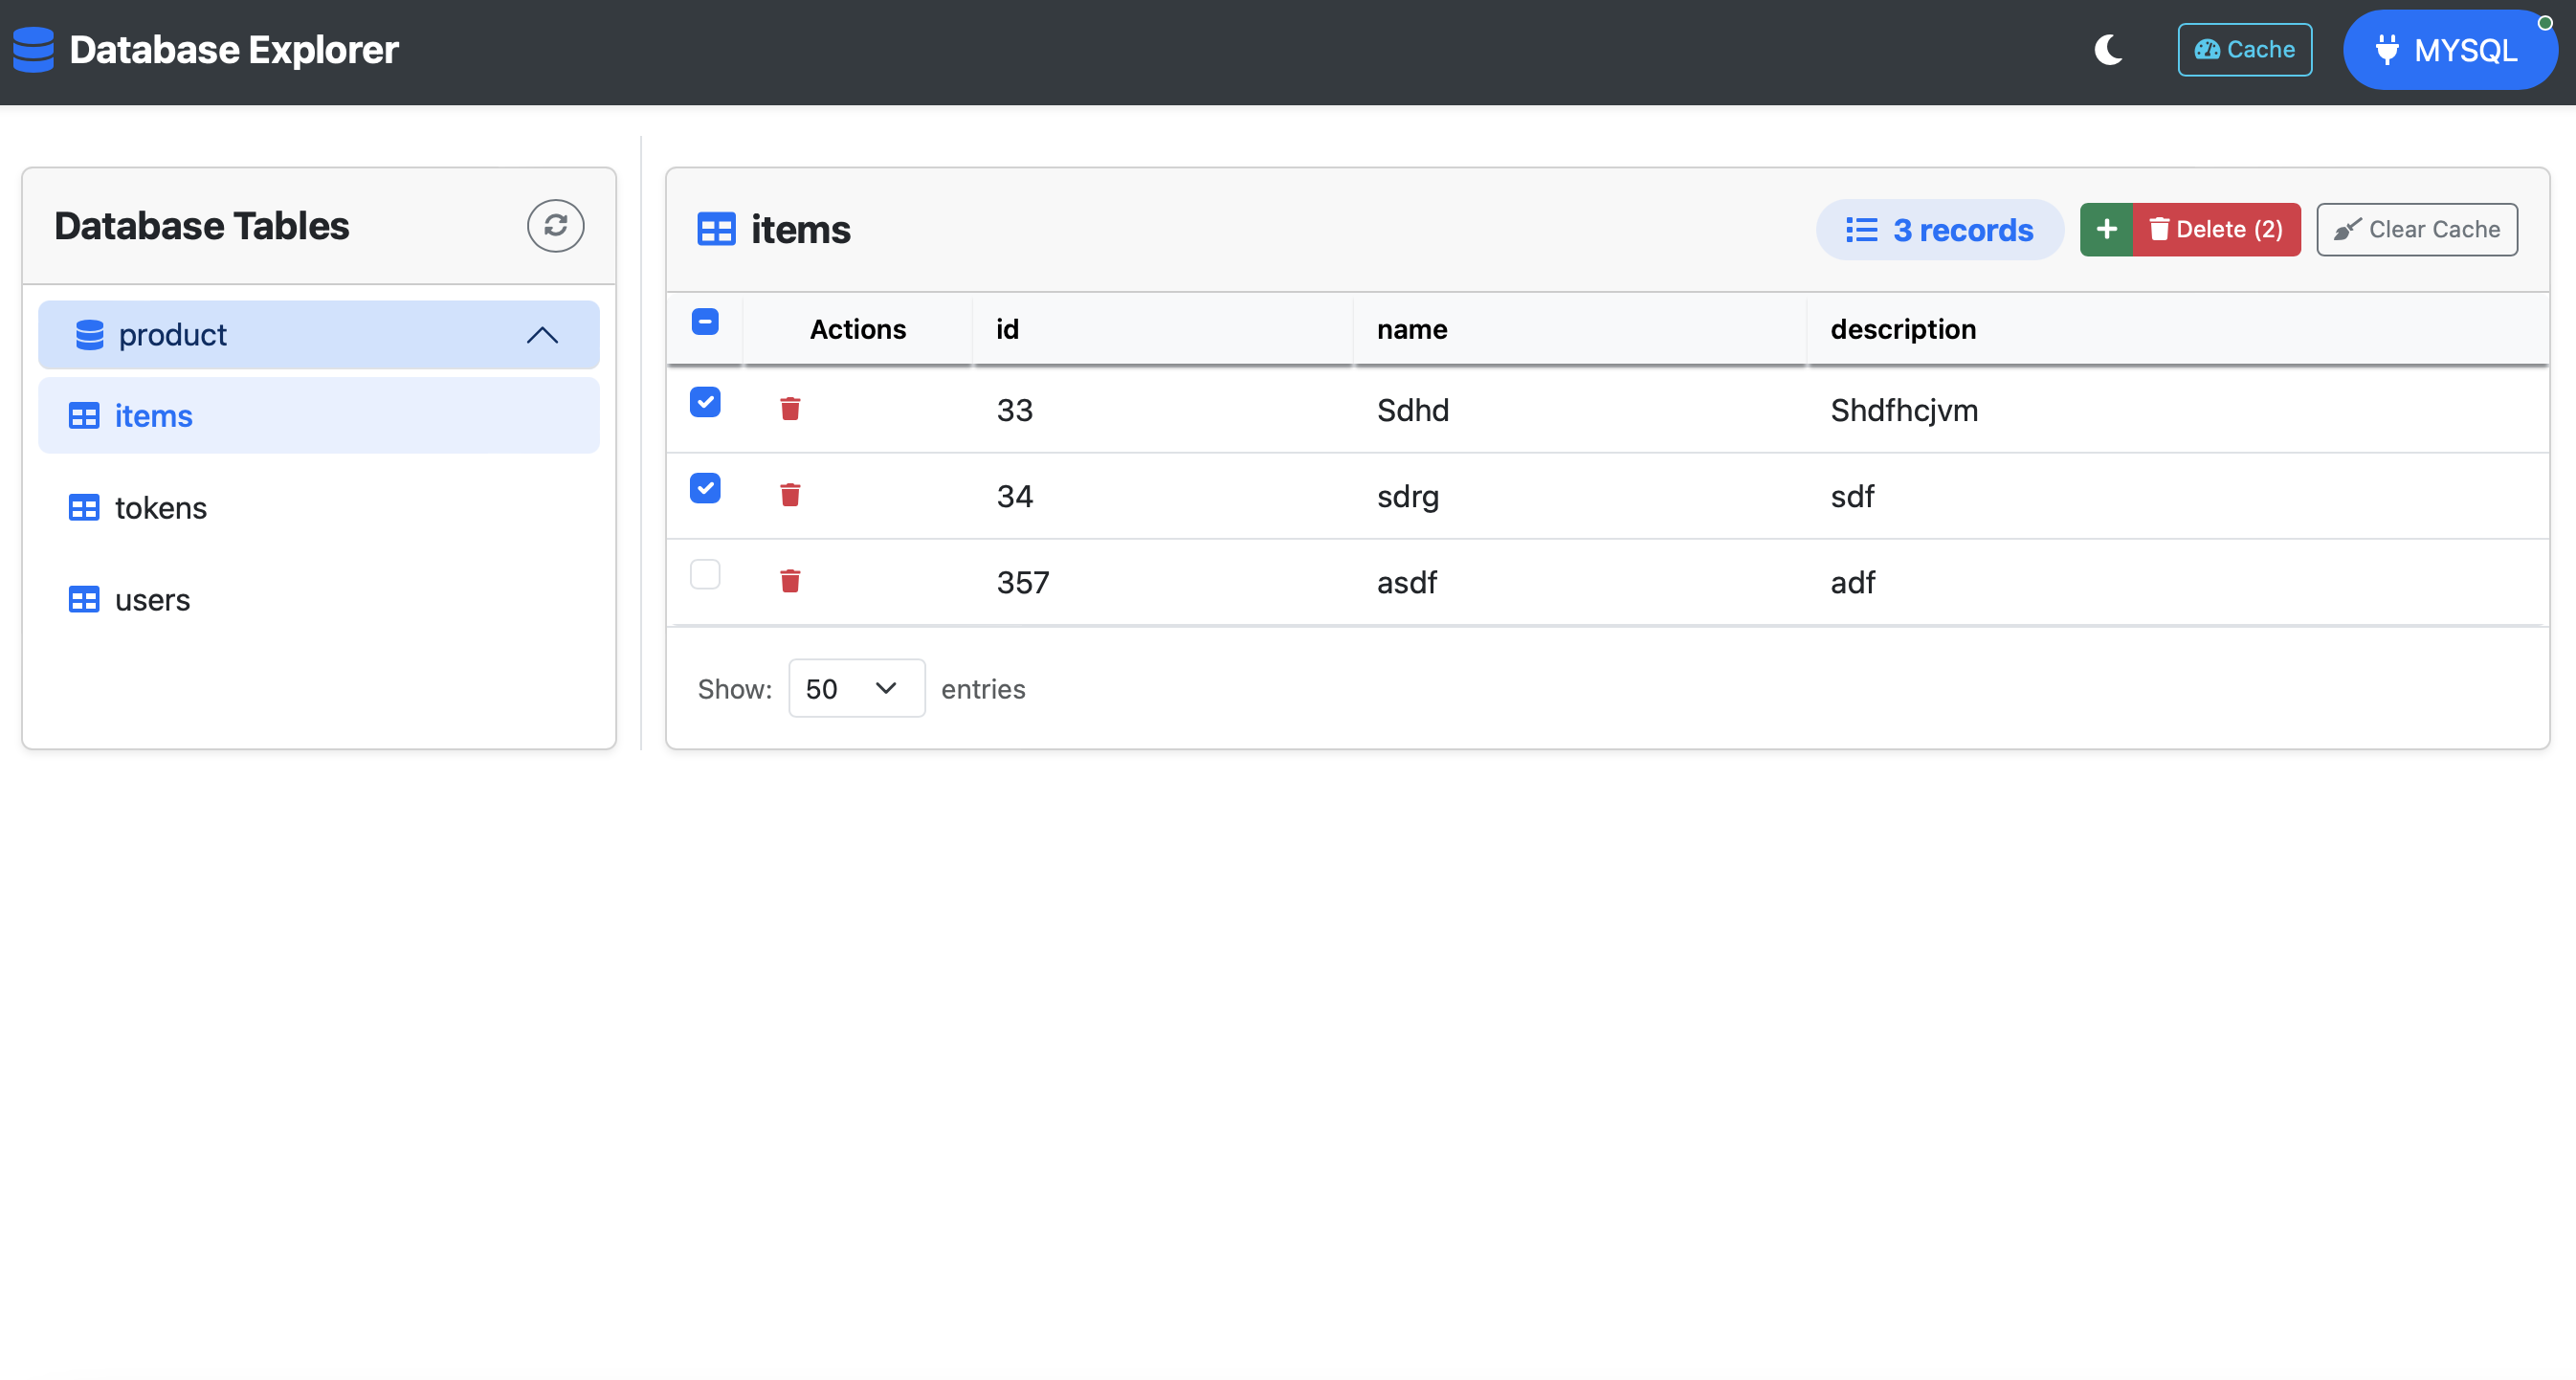 Database Explorer
Cache
MYSQL
Database Tables
product
items
tokens
users
items
3 records
Delete (2)
Clear Cache
Actions id name description
33 Sdhd Shdfhcjvm
34 sdrg sdf
357 asdf adf
Show: 50 entries